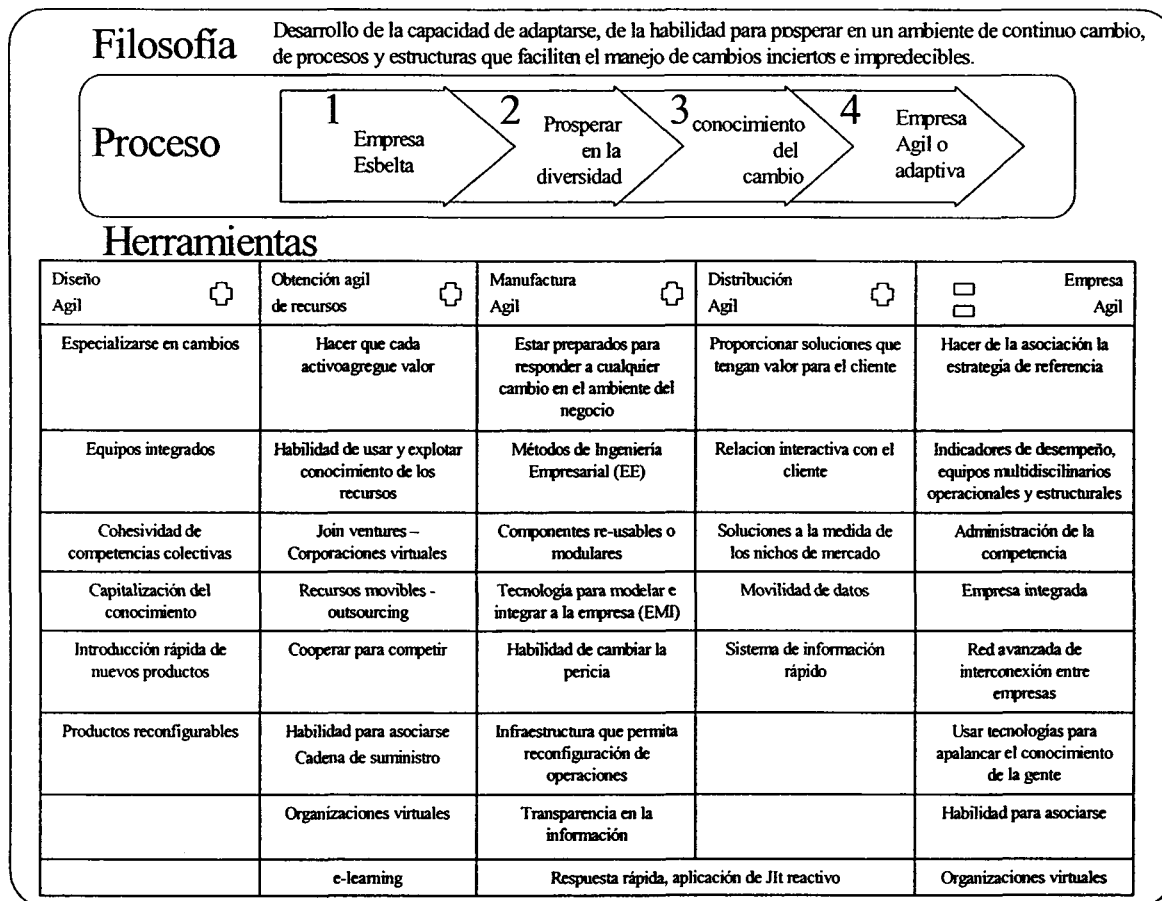 Filosofía
Desarrollo de la capacidad de adaptarse, de la habilidad para prosperar en un ambiente de continuo cambio,
de procesos y estructuras que faciliten el manejo de cambios inciertos e impredecibles.
Proceso
1
Empresa
Esbelta
2
Prosperar
en la
diversidad
3
conocimiento
del
cambio
4
Empresa
Agil o
adaptiva
Herramientas
Diseño
Agil
Obtención agil
de recursos
Manufactura
Agil
Distribución
Agil
Empresa
Agil
Especializarse en cambios
Hacer que cada
activoagregue valor
Estar preparados para
responder a cualquier
cambio en el ambiente del
negocio
Proporcionar soluciones que
tengan valor para el cliente
Hacer de la asociación la
estrategia de referencia
Equipos integrados
Habilidad de usar y explotar
conocimiento de los
recursos
Métodos de Ingeniería
Empresarial (EE)
Relacion interactiva con el
cliente
Indicadores de desempeño,
equipos multidiscilinarios
operacionales y estructurales
Cohesividad de
competencias colectivas
Join ventures –
Corporaciones virtuales
Componentes re-usables o
modulares
Soluciones a la medida de
los nichos de mercado
Administración de la
competencia
Capitalización del
conocimiento
Recursos movibles -
outsourcing
Tecnología para modelar e
integrar a la empresa (EMI)
Movilidad de datos
Empresa integrada
Introducción rápida de
nuevos productos
Cooperar para competir
Habilidad de cambiar la
pericia
Sistema de información
rápido
Red avanzada de
interconexión entre
empresas
Productos reconfigurables
Habilidad para asociarse
Cadena de suministro
Infraestructura que permita
reconfiguración de
operaciones
Usar tecnologías para
apalancar el conocimiento
de la gente
Organizaciones virtuales
Transparencia en la
información
Habilidad para asociarse
e-learning
Respuesta rápida, aplicación de JIt reactivo
Organizaciones virtuales